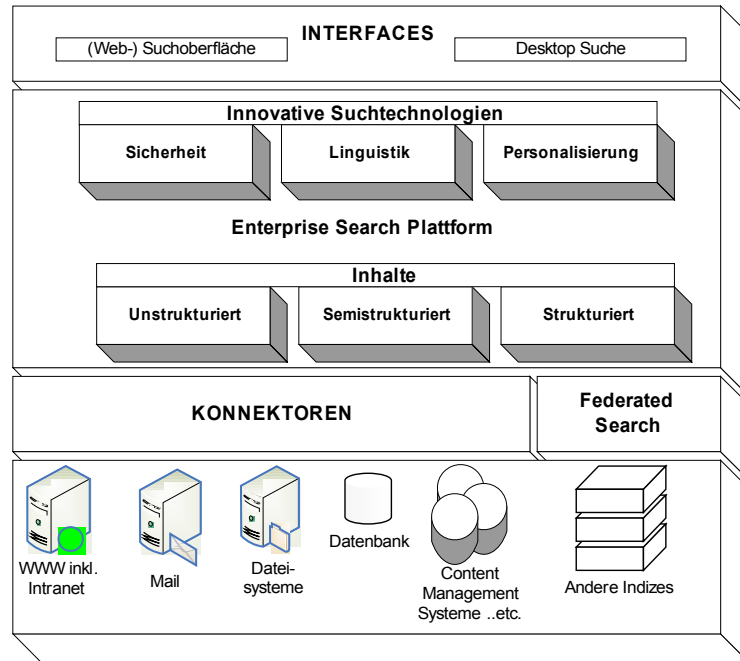 INTERFACES
(Web-) Suchoberfläche
Desktop Suche
Innovative Suchtechnologien
Sicherheit
Linguistik
Personalisierung
Enterprise Search Plattform
Inhalte
Unstrukturiert
Semistrukturiert
Strukturiert
KONNEKTOREN
Federated
Search
WWW inkl.
Intranet
Mail
Datei-
systeme
Datenbank
Content
Management
Systeme ..etc.
Andere Indizes